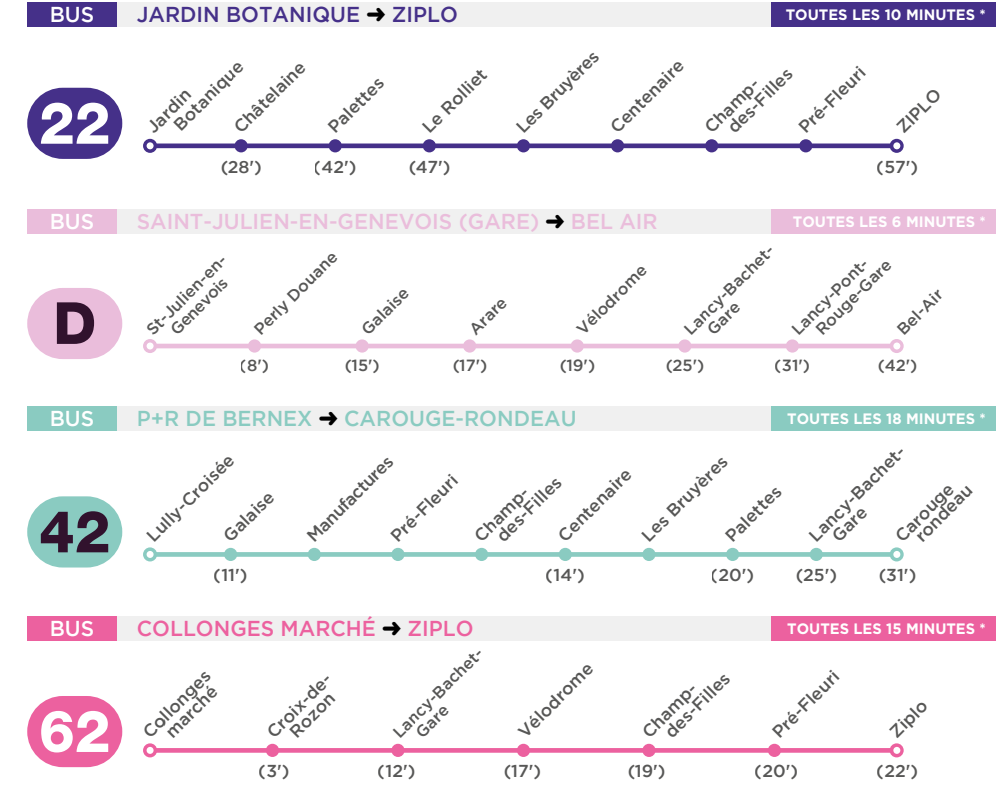 BUS JARDIN BOTANIQUE ➜ ZIPLO TOUTES LES 10 MINUTES *
22
Jardin
Botanique
Châtelaine
Palettes
Le Rolliet
Les Bruyères
Centenaire
Champ-
des-Filles
Pré-Fleuri
ZIPLO
(28') (42') (47') (57')
BUS SAINT-JULIEN-EN-GENEVOIS (GARE) ➜ BEL AIR TOUTES LES 6 MINUTES *
D
St-Julien-en-
Genevois
Perly Douane
Galaise
Arare
Vélodrome
Lancy-Bachet-
Gare
Lancy-Pont-
Rouge-Gare
Bel-Air
(8') (15') (17') (19') (25') (31') (42')
BUS P+R DE BERNEX ➜ CAROUGE-RONDEAU TOUTES LES 18 MINUTES *
42
Lully-Croisée
Galaise
Manufactures
Pré-Fleuri
Champ-
des-Filles
Centenaire
Les Bruyères
Palettes
Lancy-Bachet-
Gare
Carouge
rondeau
(11') (14') (20') (25') (31')
BUS COLLONGES MARCHÉ ➜ ZIPLO TOUTES LES 15 MINUTES *
62
Collonges
marché
Croix-de-
Rozon
Lancy-Bachet-
Gare
Vélodrome
Champ-
des-Filles
Pré-Fleuri
Ziplo
(3') (12') (17') (19') (20') (22')